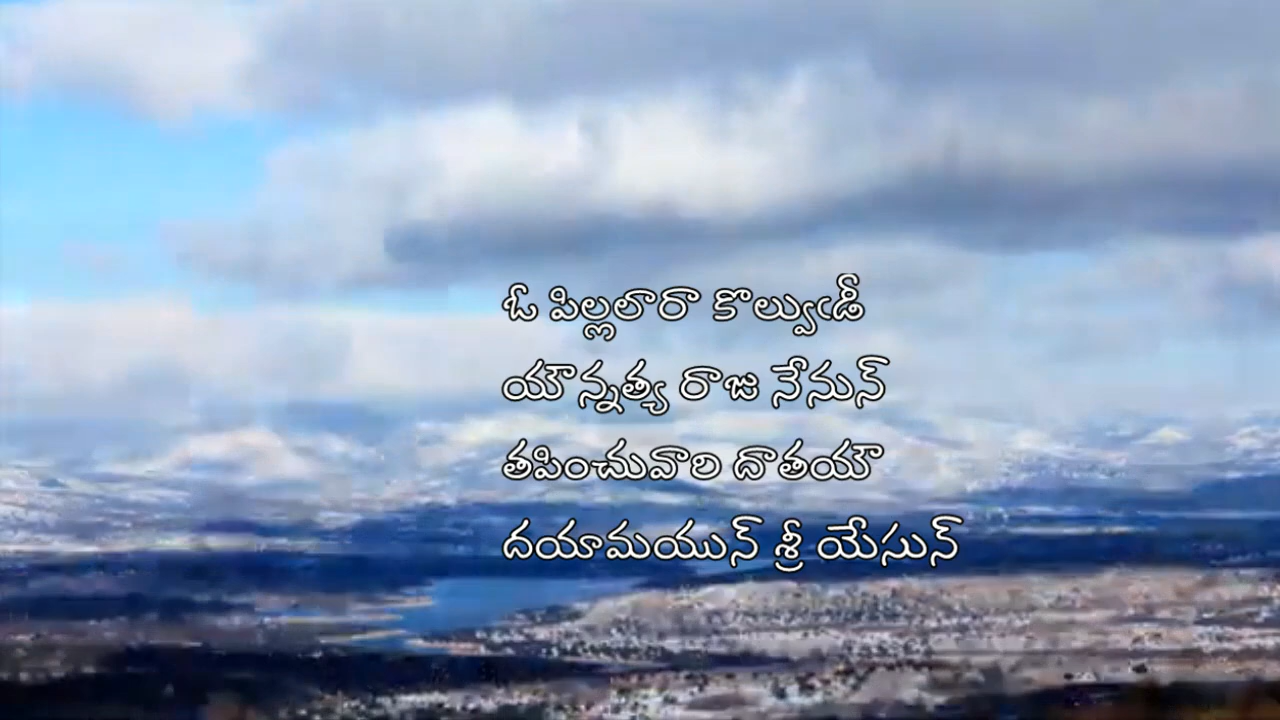 ఓ పిల్లలారా కొల్వుఁడీ
యౌన్నత్య రాజు నేనున్
తపించువారి దాతయౌ
దయామయున్ శ్రీ యేసున్